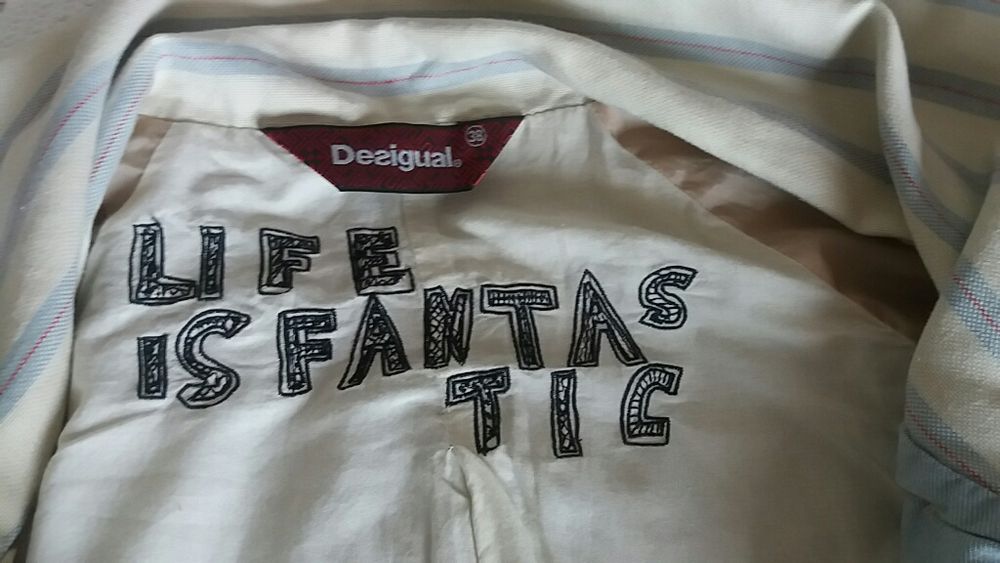 Desigual. 38
LIFE
IS FANTAS
TIC